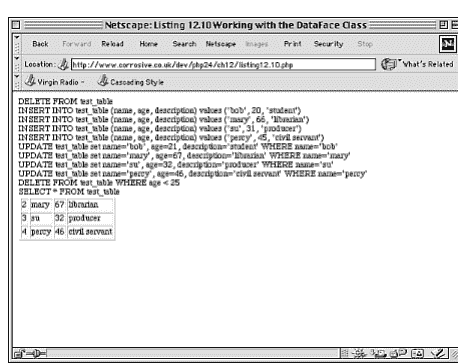 Netscape: Listing 12.10 Working with the DataFace Class
Back Forward Reload Home Search Netscape Images Print Security Stop
Location: http://www.corrosive.co.uk/dev/php24/ch12/listing12.10.php What's Related
Virgin Radio Cascading Style
DELETE FROM test_table
INSERT INTO test_table (name, age, description) values ('bob', 20, 'student')
INSERT INTO test_table (name, age, description) values ('mary', 66, 'librarian')
INSERT INTO test_table (name, age, description) values ('su', 31, 'producer')
INSERT INTO test_table (name, age, description) values ('percy', 45, 'civil servant')
UPDATE test_table set name='bob', age=21, description='student' WHERE name='bob'
UPDATE test_table set name='mary', age=67, description='librarian' WHERE name='mary'
UPDATE test_table set name='su', age=32, description='producer' WHERE name='su'
UPDATE test_table set name='percy', age=46, description='civil servant' WHERE name='percy'
DELETE FROM test_table WHERE age < 25
SELECT * FROM test_table
2 mary 67 librarian
3 su 32 producer
4 percy 46 civil servant